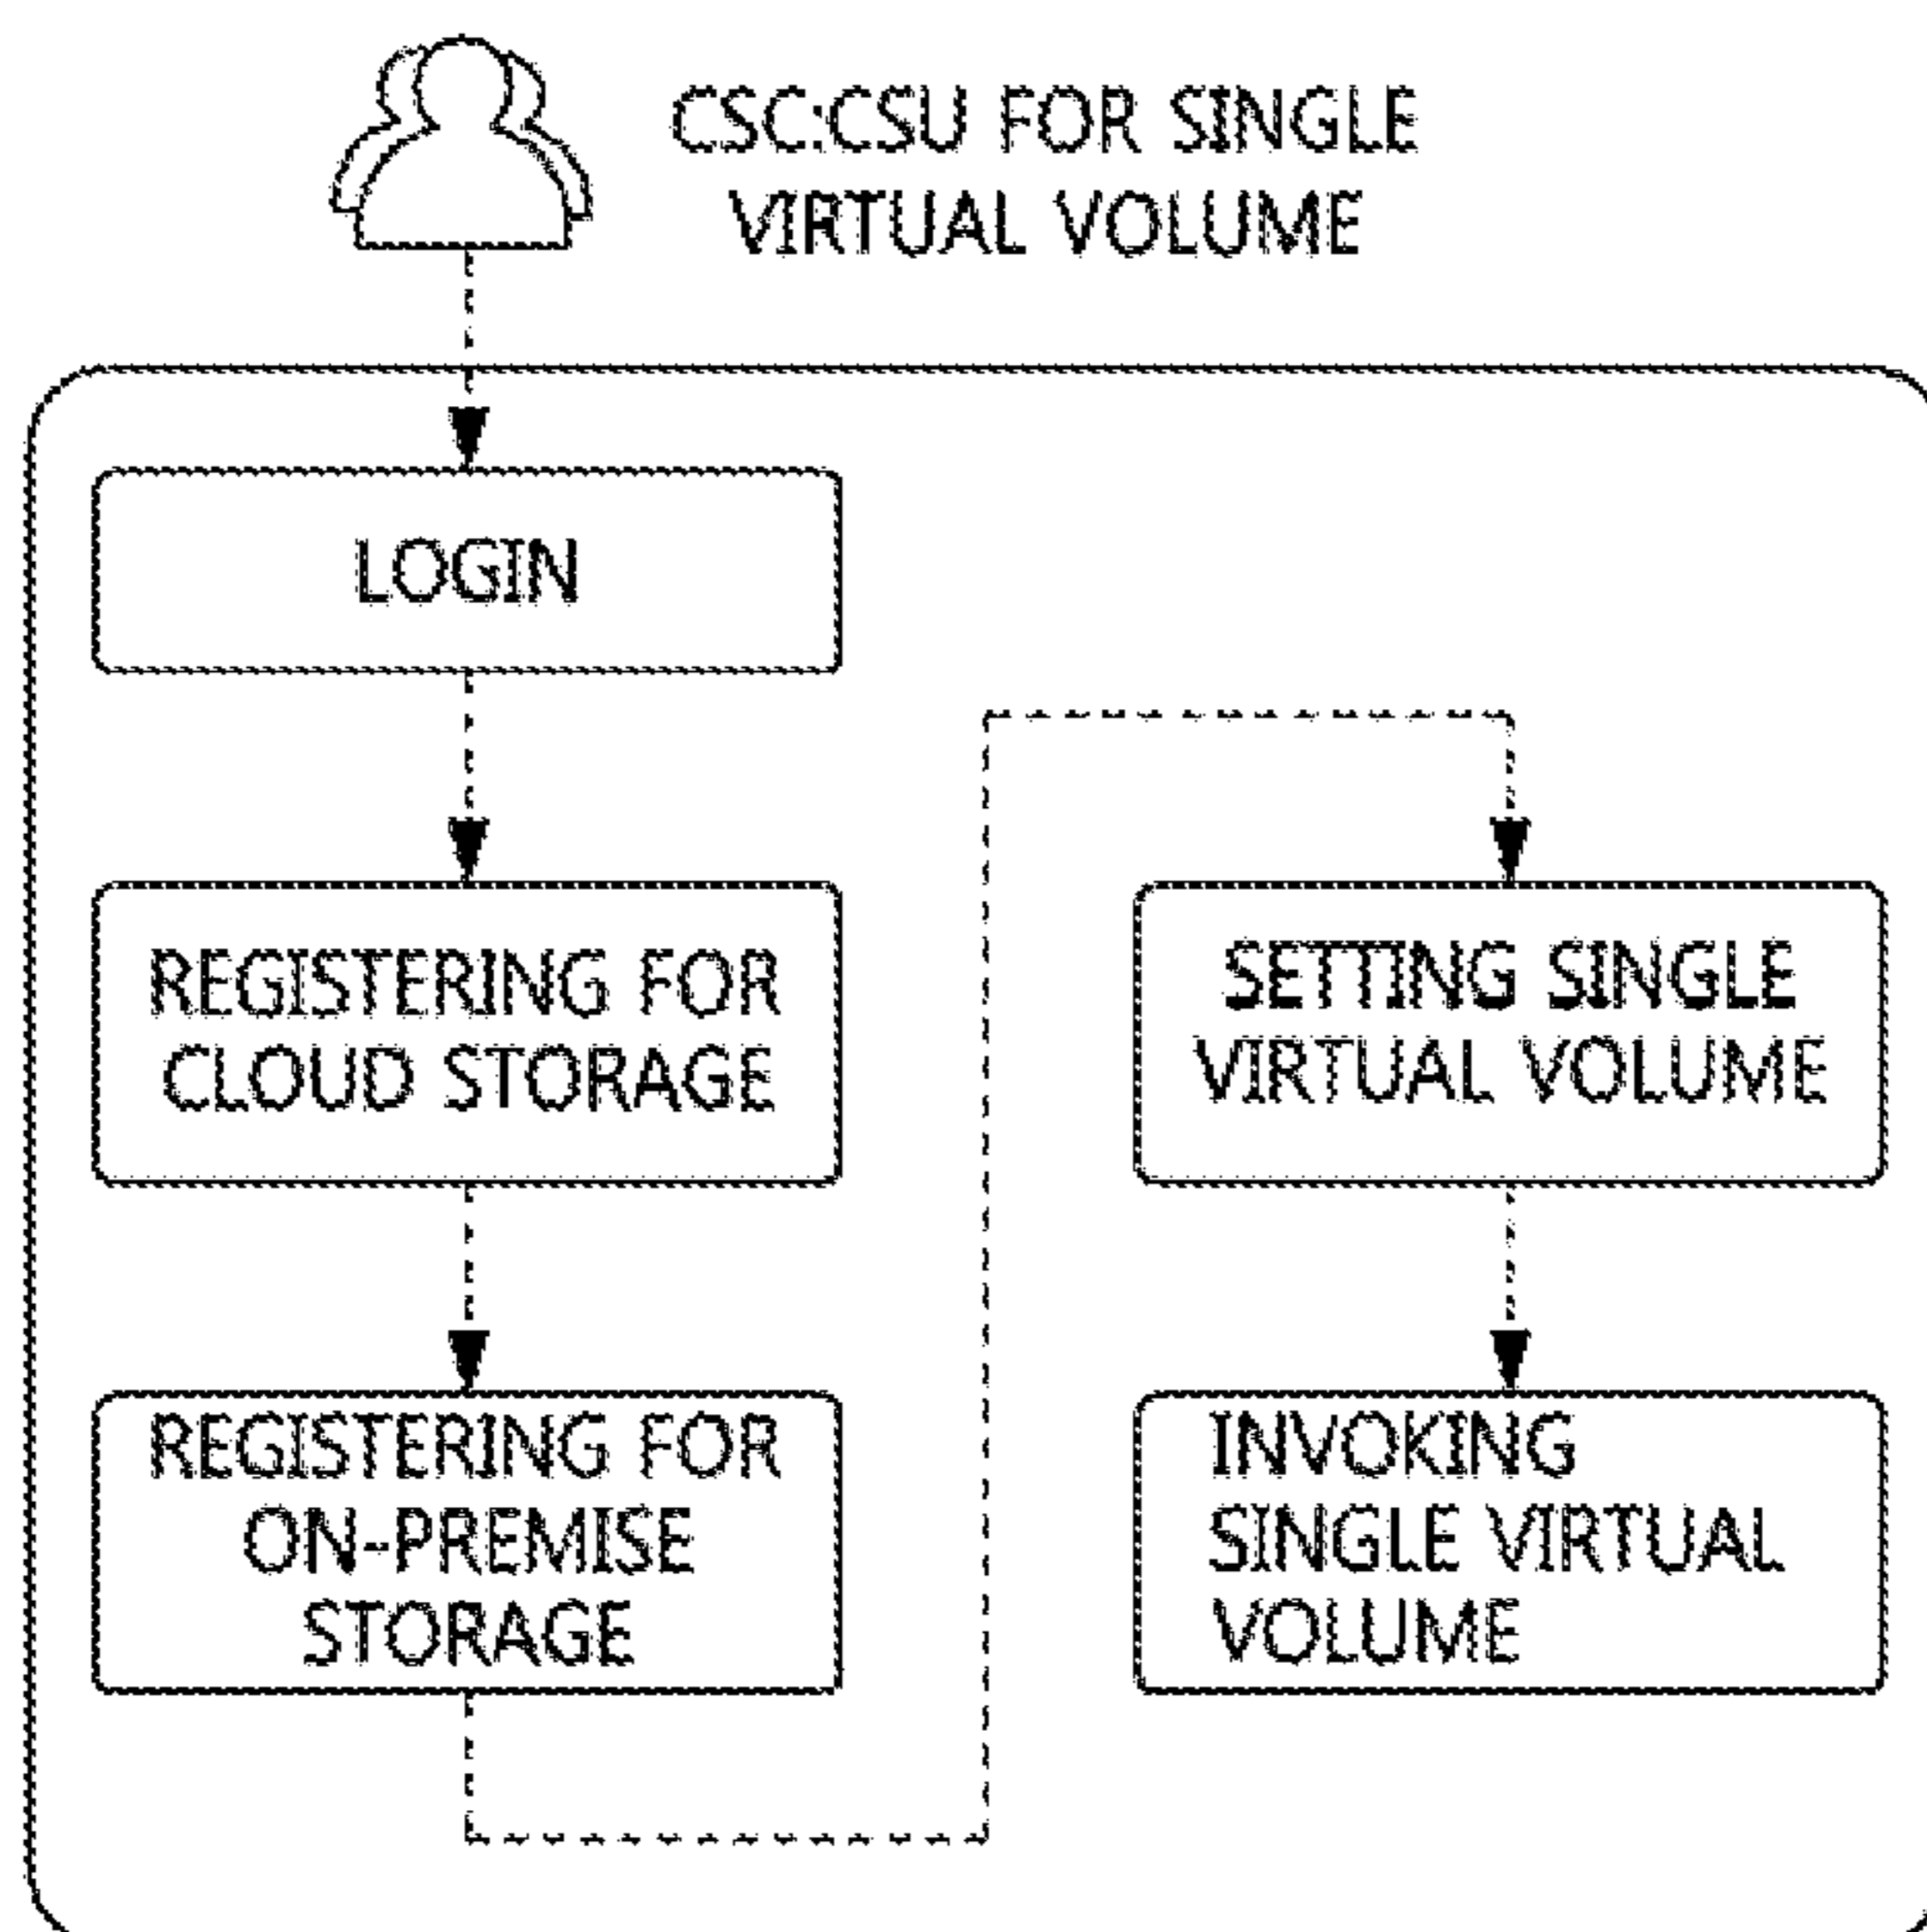 CSC:CSU FOR SINGLE
VIRTUAL VOLUME
LOGIN
REGISTERING FOR
CLOUD STORAGE
REGISTERING FOR
ON-PREMISE
STORAGE
SETTING SINGLE
VIRTUAL VOLUME
INVOKING
SINGLE VIRTUAL
VOLUME